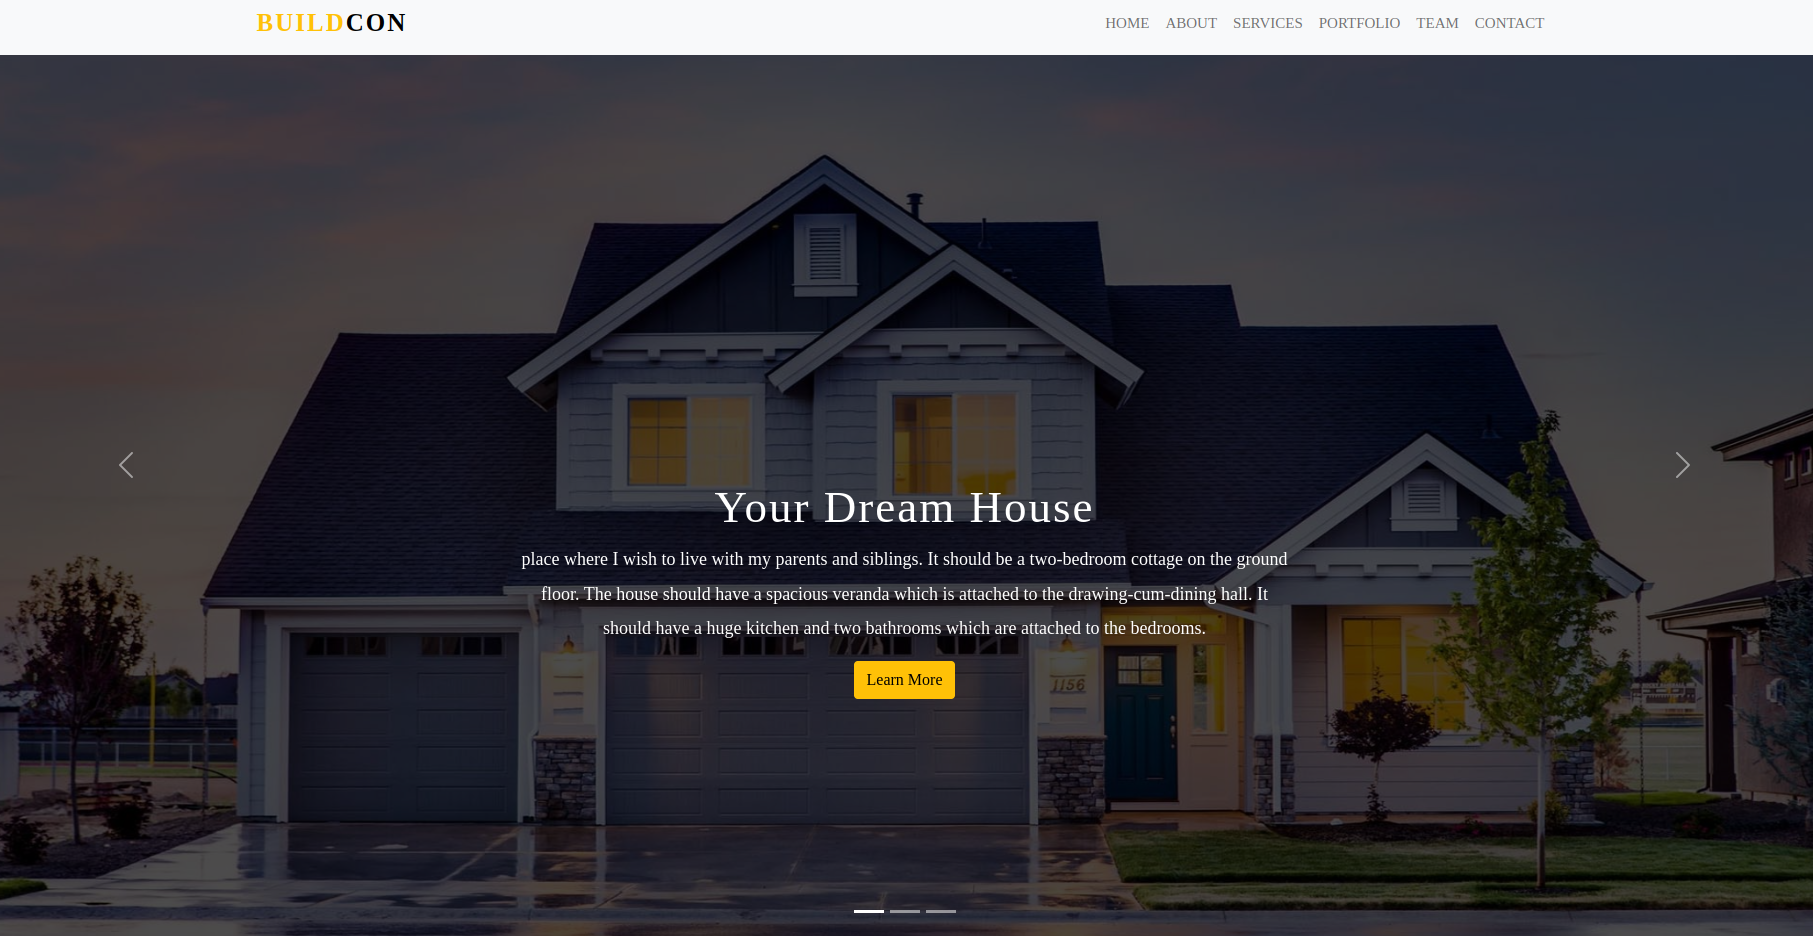 BUILDCON
HOME ABOUT SERVICES PORTFOLIO TEAM CONTACT
Your Dream House
place where I wish to live with my parents and siblings. It should be a two-bedroom cottage on the ground
floor. The house should have a spacious veranda which is attached to the drawing-cum-dining hall. It
should have a huge kitchen and two bathrooms which are attached to the bedrooms.
Learn More
1156